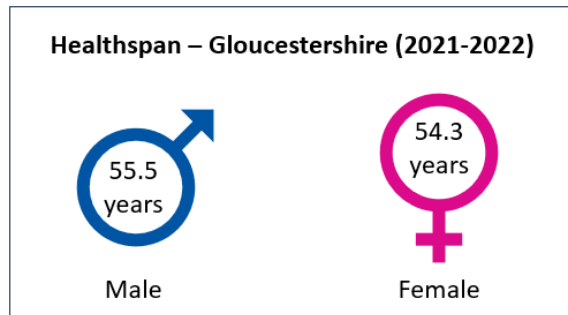 Healthspan – Gloucestershire (2021-2022)
55.5
years
Male
54.3
years
Female